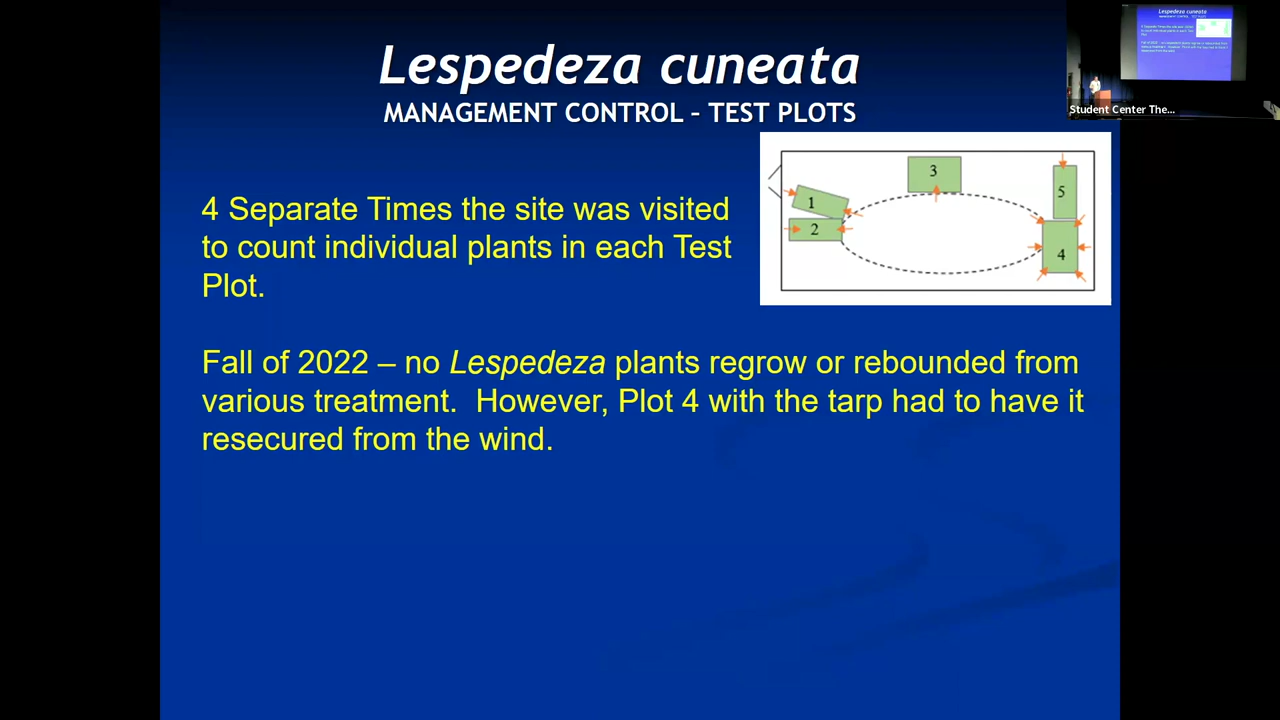 Lespedeza cuneata
MANAGEMENT CONTROL – TEST PLOTS
4 Separate Times the site was visited
to count individual plants in each Test
Plot.
1
2
3
4
5
Fall of 2022 – no Lespedeza plants regrow or rebounded from
various treatment.  However, Plot 4 with the tarp had to have it
resecured from the wind.
Lespedeza cuneata
Student Center The...